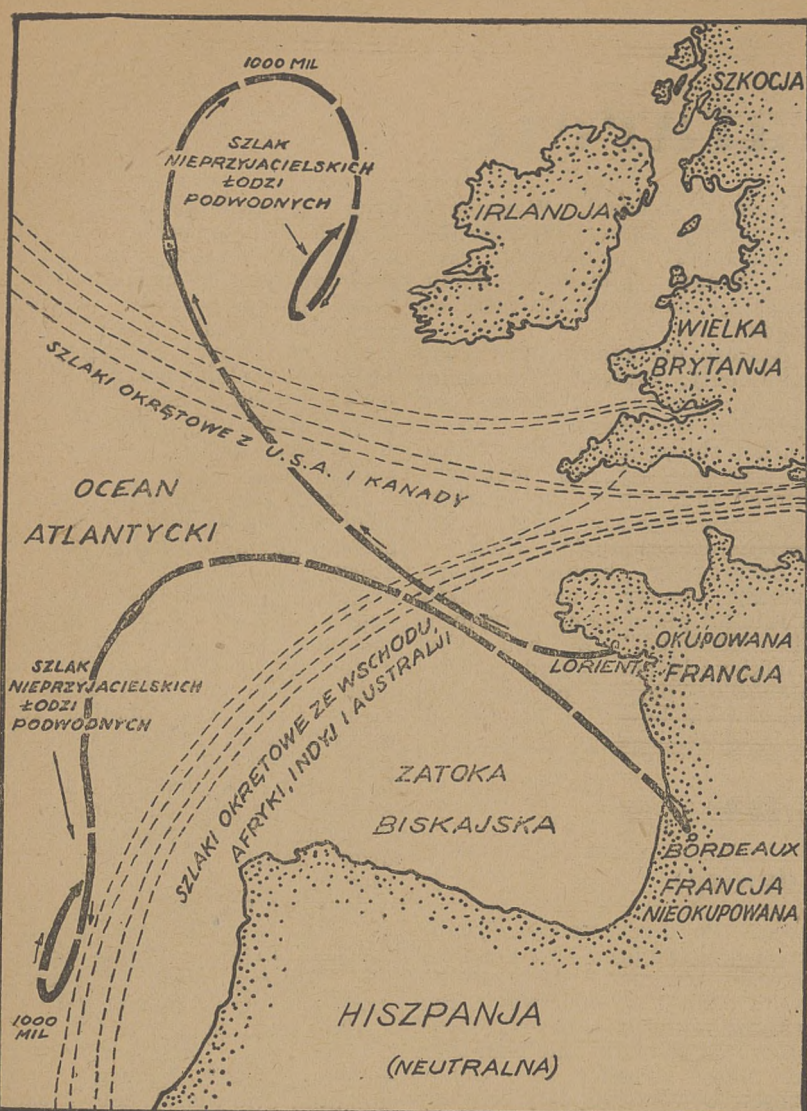 1000 MIL
SZKOCJA
SZLAK
NIEPRZYJACIELSKICH
ŁODZI
PODWODNYCH
IRLANDJA
WIELKA
BRYTANJA
SZLAKI OKRĘTOWE Z U.S.A. I KANADY
OCEAN
ATLANTYCKI
OKUPOWANA
FRANCJA
LORIENT
SZLAK
NIEPRZYJACIELSKICH
ŁODZI
PODWODNYCH
SZLAKI OKRĘTOWE ZE WSCHODU,
AFRYKI, INDYJ I AUSTRALJI
ZATOKA
BISKAJSKA
BORDEAUX
FRANCJA
NIEOKUPOWANA
1000
MIL
HISZPANJA
(NEUTRALNA)